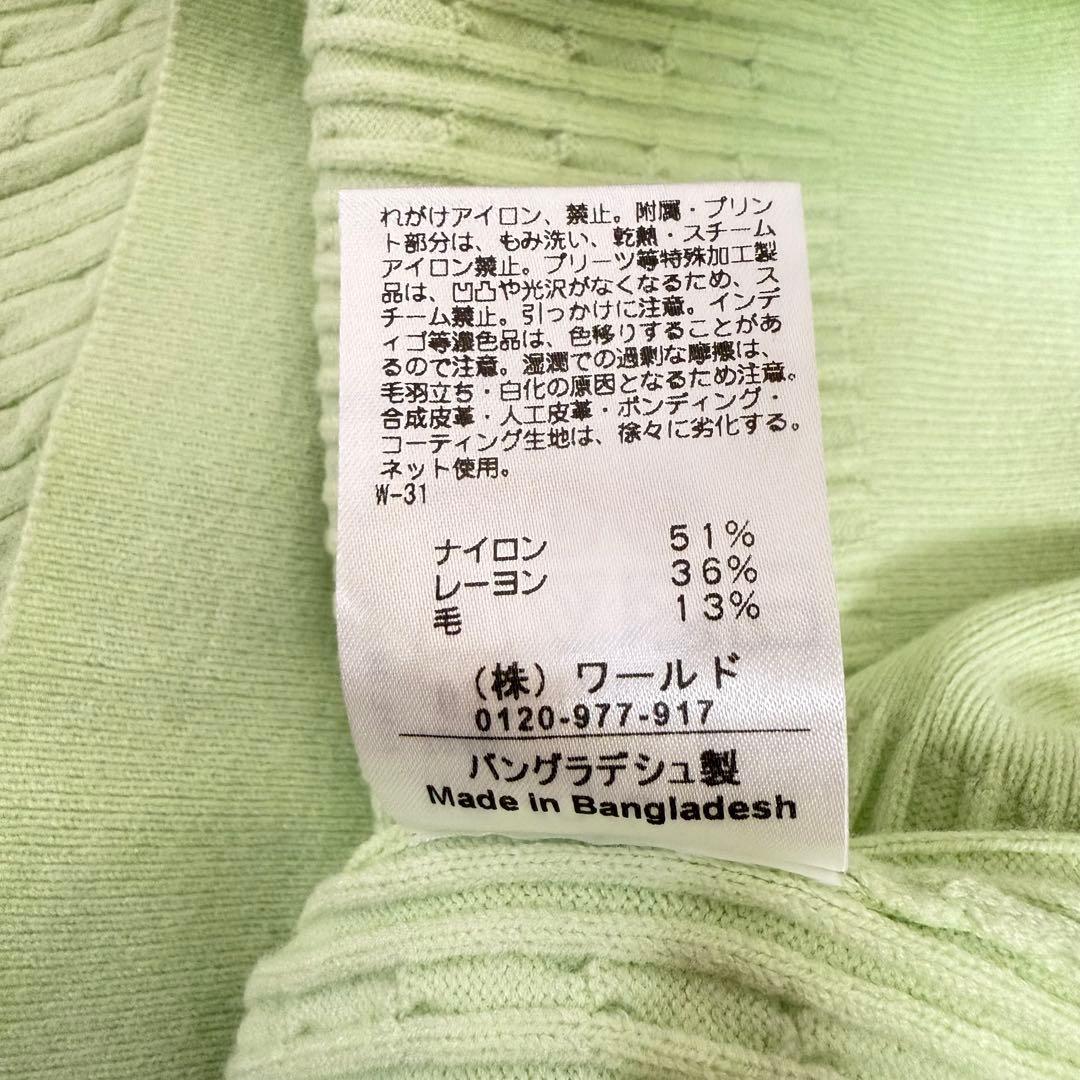 れがけアイロン、禁止。附属・プリン
ト部分は、もみ洗い、乾熱・スチーム
アイロン禁止。プリーツ等特殊加工製
品は、凹凸や光沢がなくなるため、ス
チーム禁止。引っかけに注意。インデ
ィゴ等濃色品は、色移りすることがあ
るので注意。湿潤での過剰な摩擦は、
毛羽立ち・白化の原因となるため注意。
合成皮革・人工皮革・ボンディング・
コーティング生地は、徐々に劣化する。
ネット使用。
W-31
ナイロン 51%
レーヨン 36%
毛 13%
(株) ワールド
0120-977-917
バングラデシュ製
Made in Bangladesh